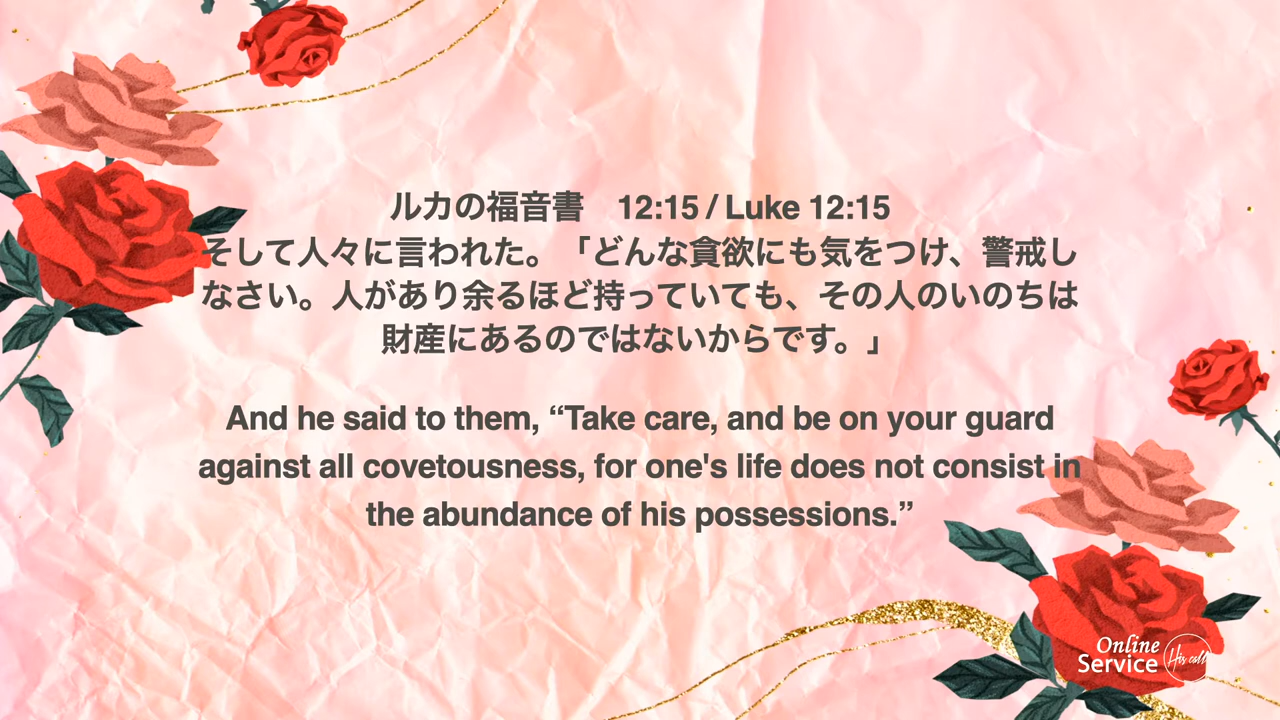 ルカの福音書　12:15 / Luke 12:15
そして人々に言われた。「どんな貪欲にも気をつけ、警戒し
なさい。人があり余るほど持っていても、その人のいのちは
財産にあるのではないからです。」
And he said to them, “Take care, and be on your guard
against all covetousness, for one's life does not consist in
the abundance of his possessions.”
Online
Service
His call